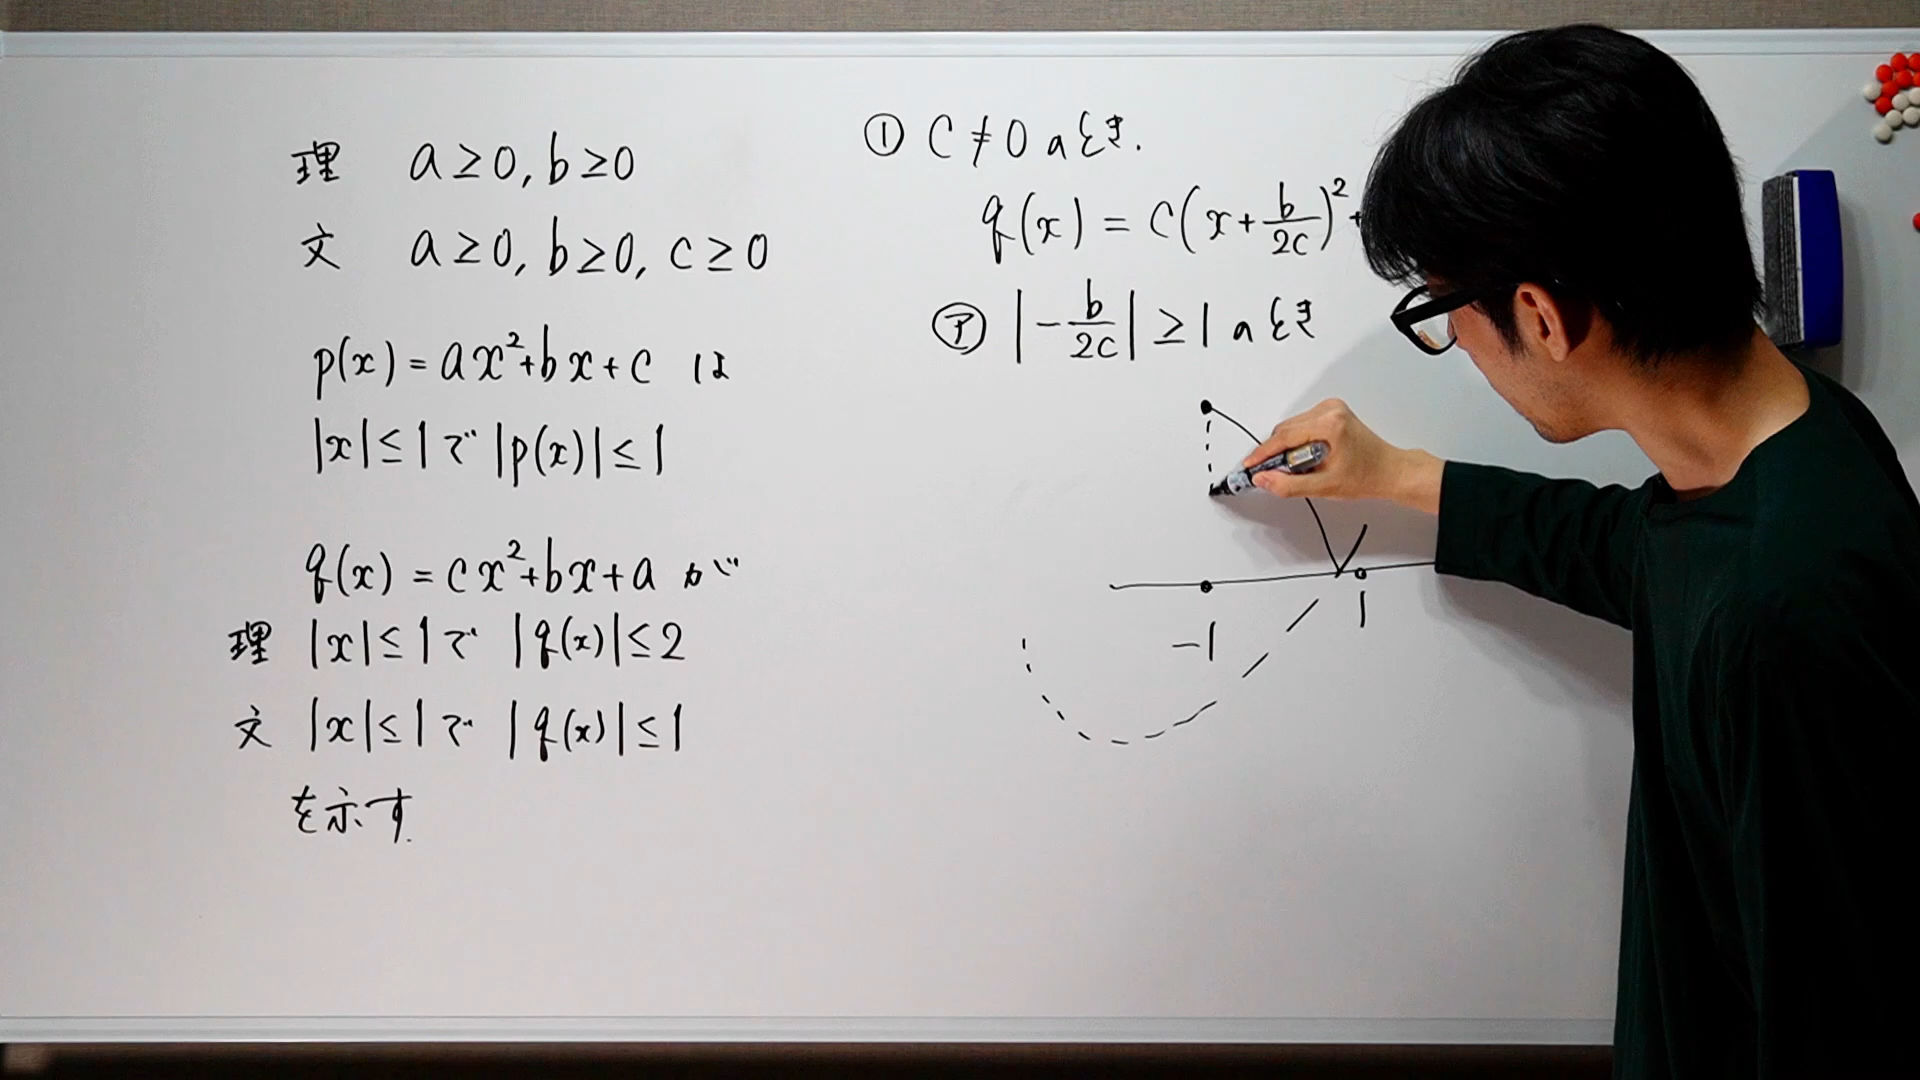 理 a≥0, b≥0
文 a≥0, b≥0, c≥0
p(x)=ax²+bx+c は
|x|≤1で |p(x)|≤1
q(x)=cx²+bx+a が
理 |x|≤1で |q(x)|≤2
文 |x|≤1で |q(x)|≤1
を示す.
① C≠0のとき.
q(x)=c(x+b/2c)²+
㋐ |-b/2c|≥1のとき
-1 1